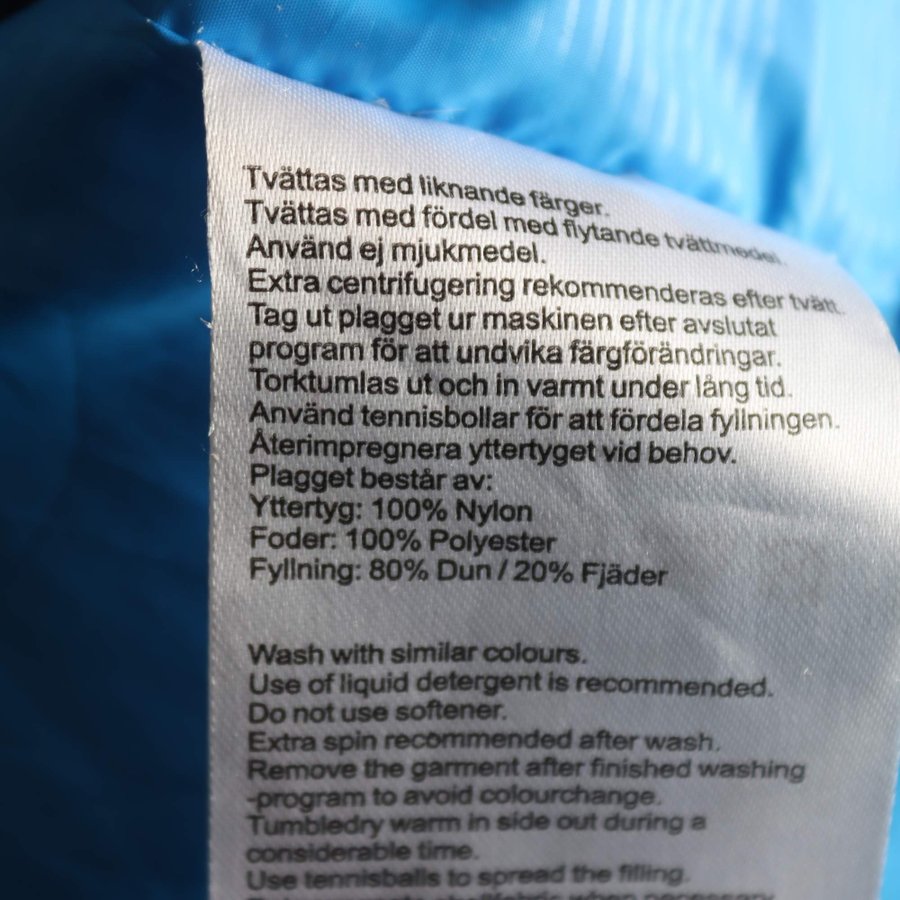 Tvättas med liknande färger.
Tvättas med fördel med flytande tvättmedel.
Använd ej mjukmedel.
Extra centrifugering rekommenderas efter tvätt.
Tag ut plagget ur maskinen efter avslutat
program för att undvika färgförändringar.
Torktumlas ut och in varmt under lång tid.
Använd tennisbollar för att fördela fyllningen.
Återimpregnera yttertyget vid behov.
Plagget består av:
Yttertyg: 100% Nylon
Foder: 100% Polyester
Fyllning: 80% Dun / 20% Fjäder
Wash with similar colours.
Use of liquid detergent is recommended.
Do not use softener.
Extra spin recommended after wash.
Remove the garment after finished washing
-program to avoid colourchange.
Tumbledry warm in side out during a
considerable time.
Use tennisballs to spread the filling.
when necessary